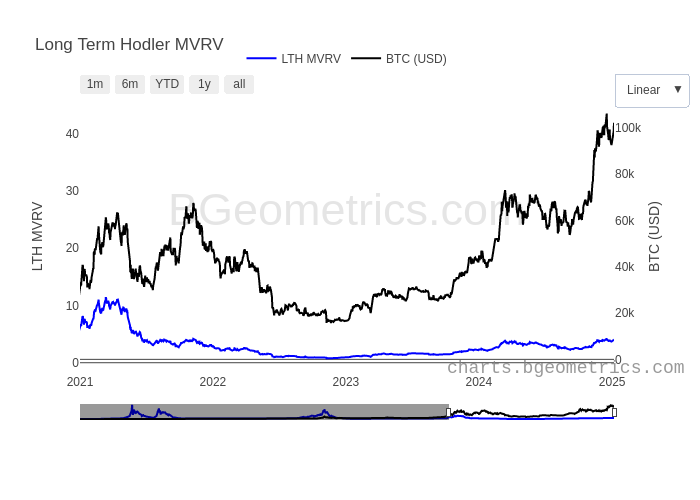 Long Term Hodler MVRV
LTH MVRV BTC (USD)
1m 6m YTD 1y all
Linear ▼
40
30
20
10
0
LTH MVRV
BGeometrics.com
100k
80k
60k
40k
20k
0
BTC (USD)
charts.bgeometrics.com
2021 2022 2023 2024 2025